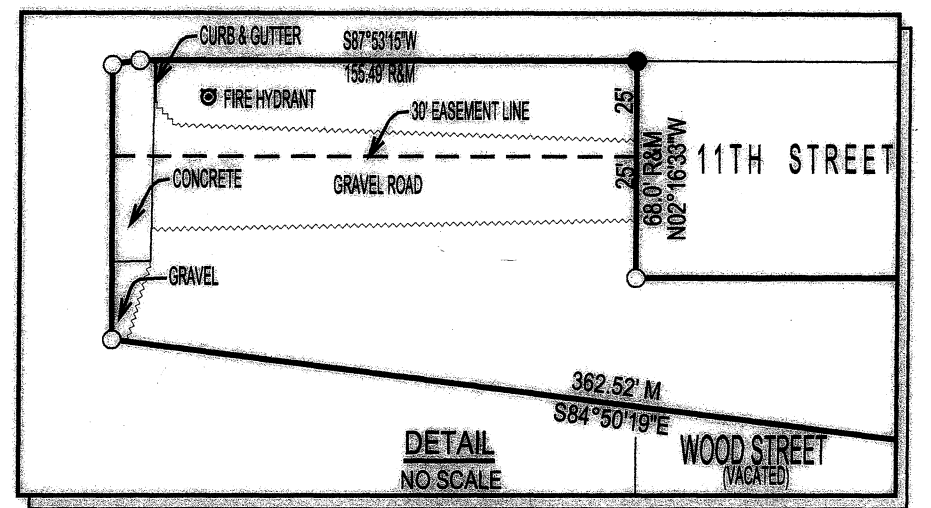 CURB & GUTTER
S87°53'15"W
155.49' R&M
FIRE HYDRANT
30' EASEMENT LINE
25'
25'
68.0' R&M
N02°16'33"W
11TH STREET
CONCRETE
GRAVEL ROAD
GRAVEL
362.52' M
S84°50'19"E
DETAIL
NO SCALE
WOOD STREET
(VACATED)